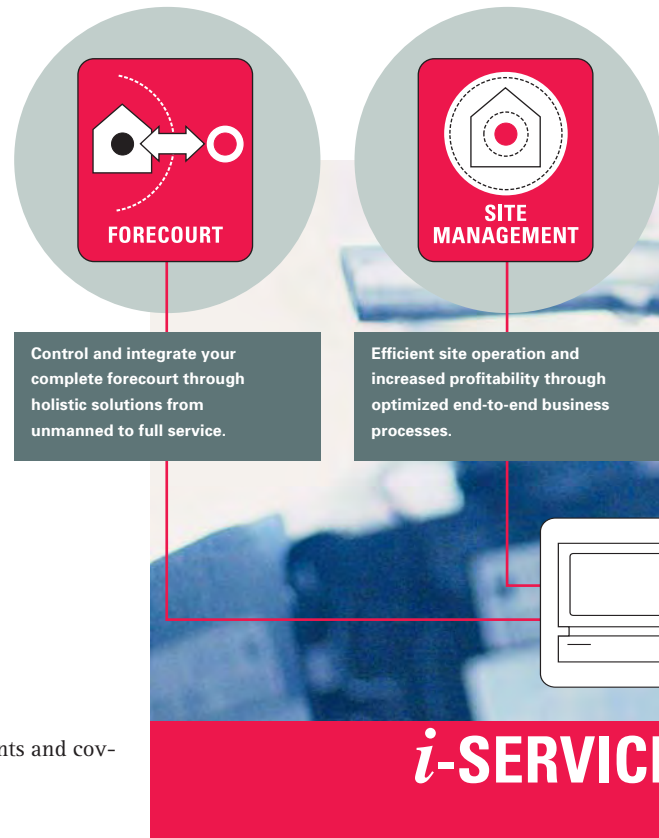 FORECOURT
SITE
MANAGEMENT
Control and integrate your
complete forecourt through
holistic solutions from
unmanned to full service.
Efficient site operation and
increased profitability through
optimized end-to-end business
processes.
nts and cov-
i-SERVIC